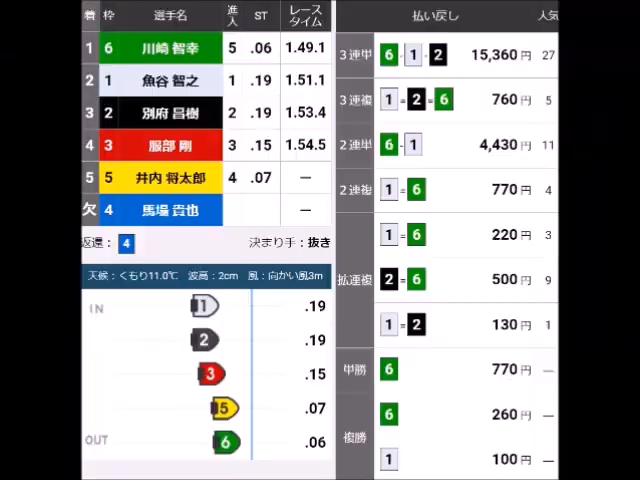 着 枠 選手名 進入 ST レースタイム
1 6 川崎 智幸 5 .06 1.49.1
2 1 魚谷 智之 1 .19 1.51.1
3 2 別府 昌樹 2 .19 1.53.4
4 3 服部 剛 3 .15 1.54.5
5 5 井内 将太郎 4 .07 —
欠 4 馬場 貴也 —
返還： 4 決まり手：抜き
天候：くもり11.0℃ 波高：2cm 風：向かい風3m
IN 1 .19
2 .19
3 .15
5 .07
OUT 6 .06
払い戻し 人気
3連単 6-1-2 15,360円 27
3連複 1=2=6 760円 5
2連単 6-1 4,430円 11
2連複 1=6 770円 4
拡連複 1=6 220円 3
2=6 500円 9
1=2 130円 1
単勝 6 770円 —
複勝 6 260円 —
1 100円 —